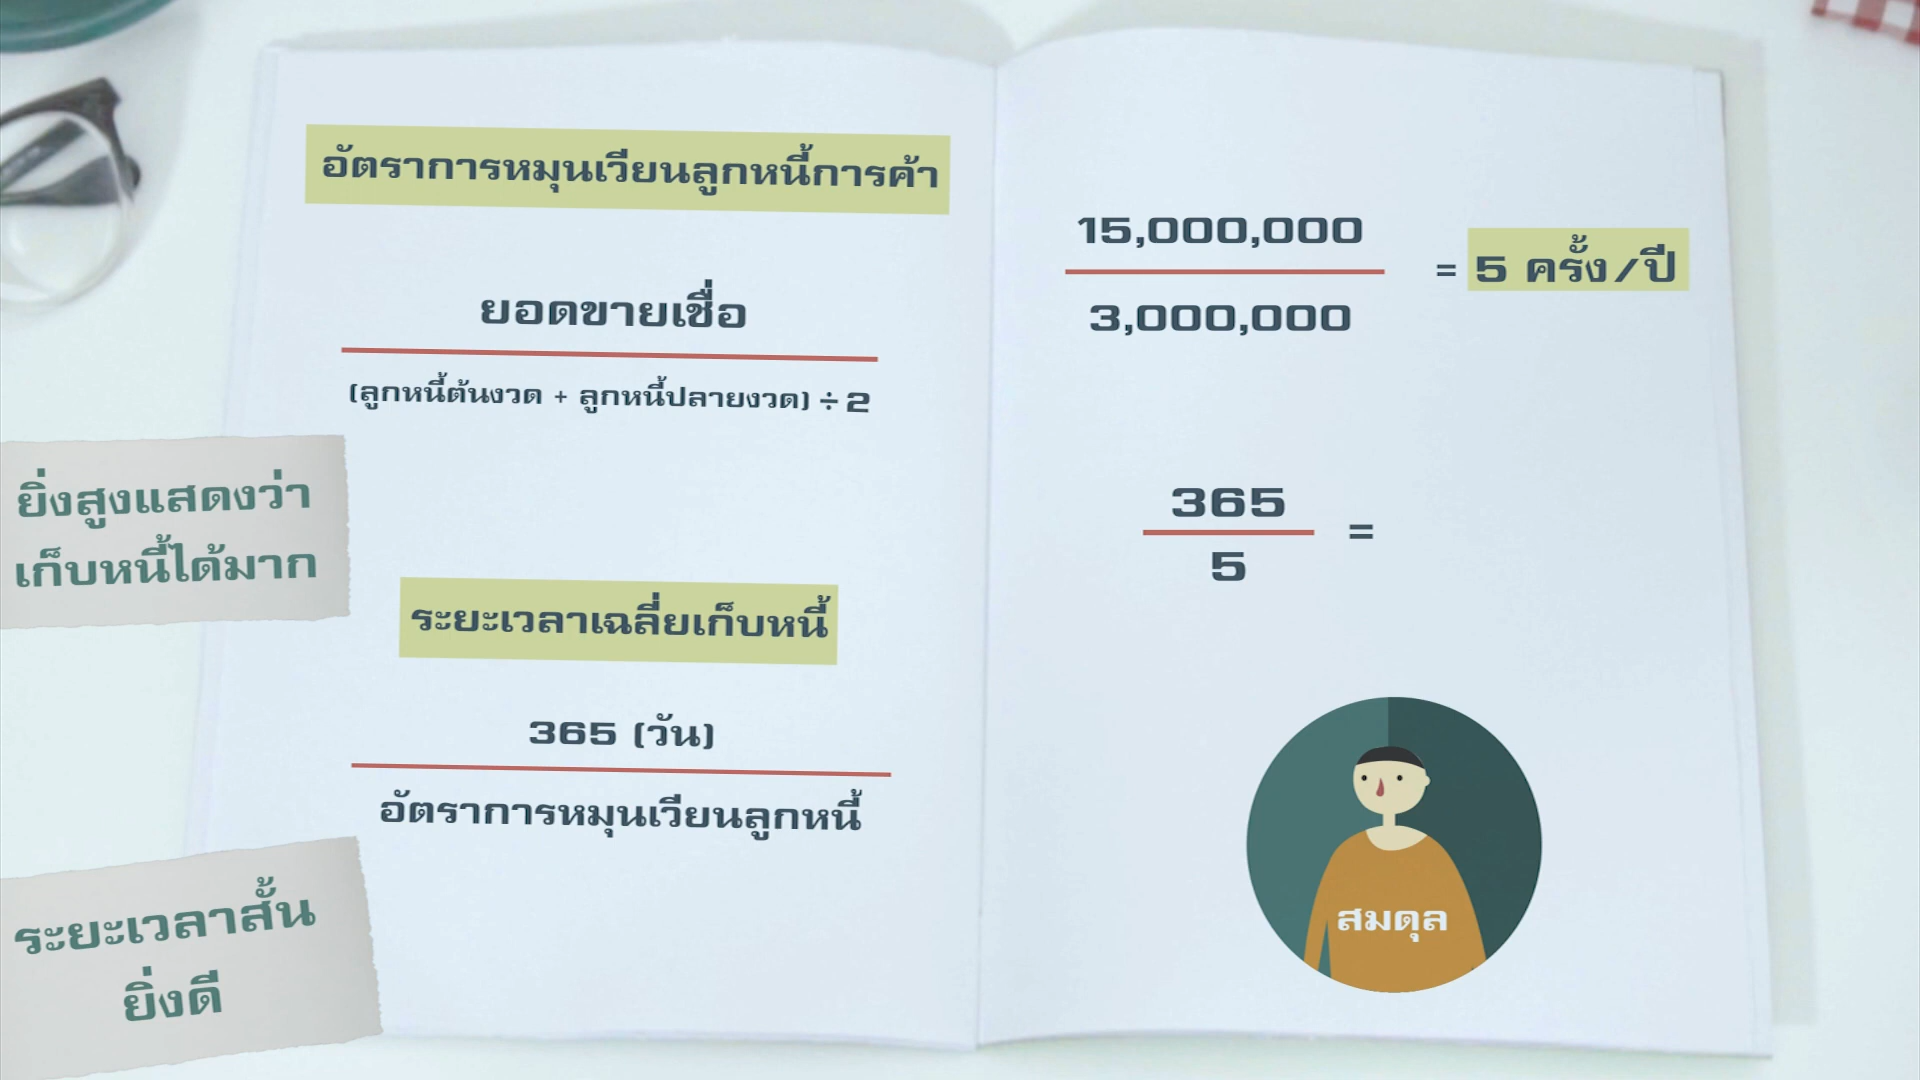 อัตราการหมุนเวียนลูกหนี้การค้า
ยอดขายเชื่อ
(ลูกหนี้ต้นงวด + ลูกหนี้ปลายงวด) ÷ 2
ยิ่งสูงแสดงว่า
เก็บหนี้ได้มาก
ระยะเวลาเฉลี่ยเก็บหนี้
365 (วัน)
อัตราการหมุนเวียนลูกหนี้
ระยะเวลาสั้น
ยิ่งดี
15,000,000
3,000,000
= 5 ครั้ง/ปี
365
5
=
สมดุล